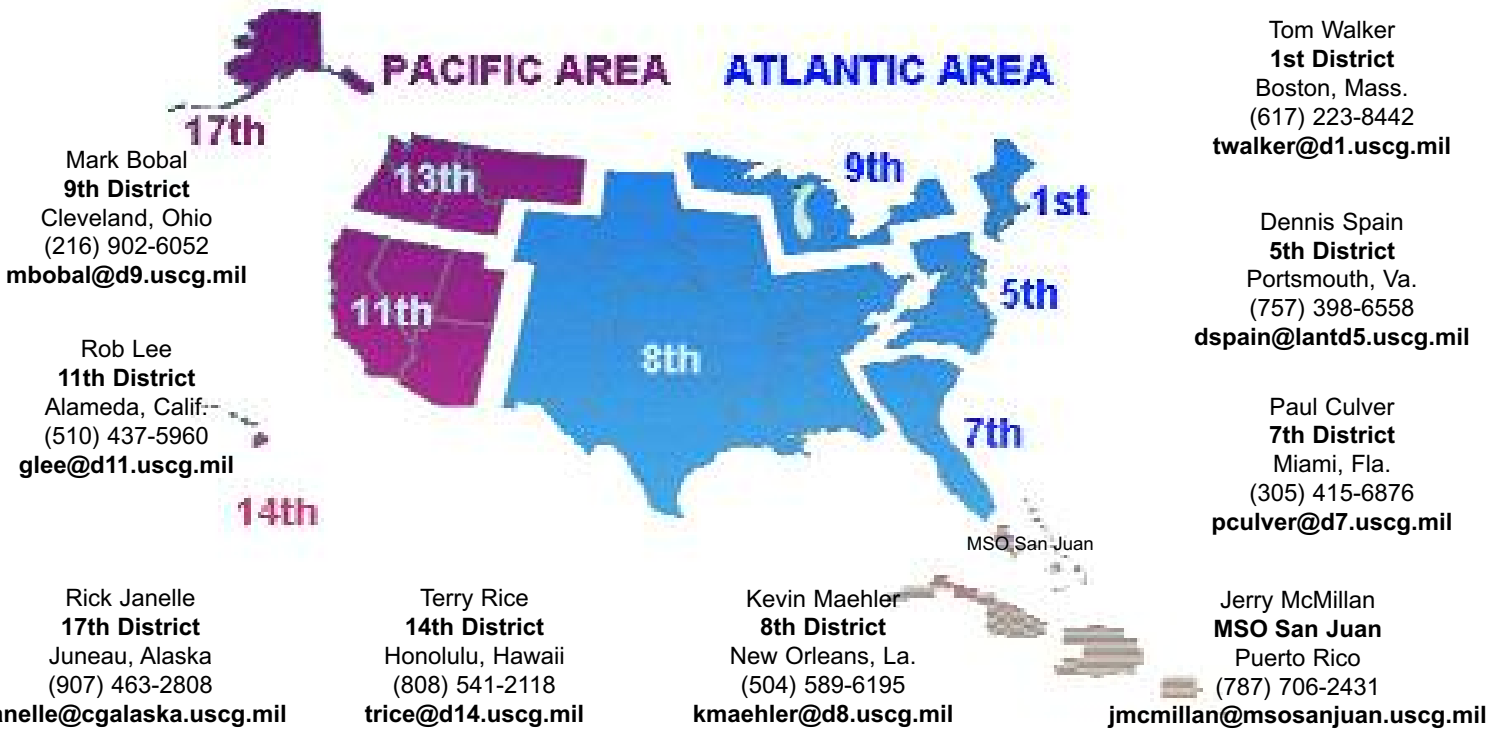 PACIFIC AREA
ATLANTIC AREA
17th
13th
11th
14th
9th
1st
5th
8th
7th
MSO San Juan
Tom Walker
1st District
Boston, Mass.
(617) 223-8442
twalker@d1.uscg.mil
Mark Bobal
9th District
Cleveland, Ohio
(216) 902-6052
mbobal@d9.uscg.mil
Dennis Spain
5th District
Portsmouth, Va.
(757) 398-6558
dspain@lantd5.uscg.mil
Rob Lee
11th District
Alameda, Calif.
(510) 437-5960
glee@d11.uscg.mil
Paul Culver
7th District
Miami, Fla.
(305) 415-6876
pculver@d7.uscg.mil
Rick Janelle
17th District
Juneau, Alaska
(907) 463-2808
anelle@cgalaska.uscg.mil
Terry Rice
14th District
Honolulu, Hawaii
(808) 541-2118
trice@d14.uscg.mil
Kevin Maehler
8th District
New Orleans, La.
(504) 589-6195
kmaehler@d8.uscg.mil
Jerry McMillan
MSO San Juan
Puerto Rico
(787) 706-2431
jmcmillan@msosanjuan.uscg.mil